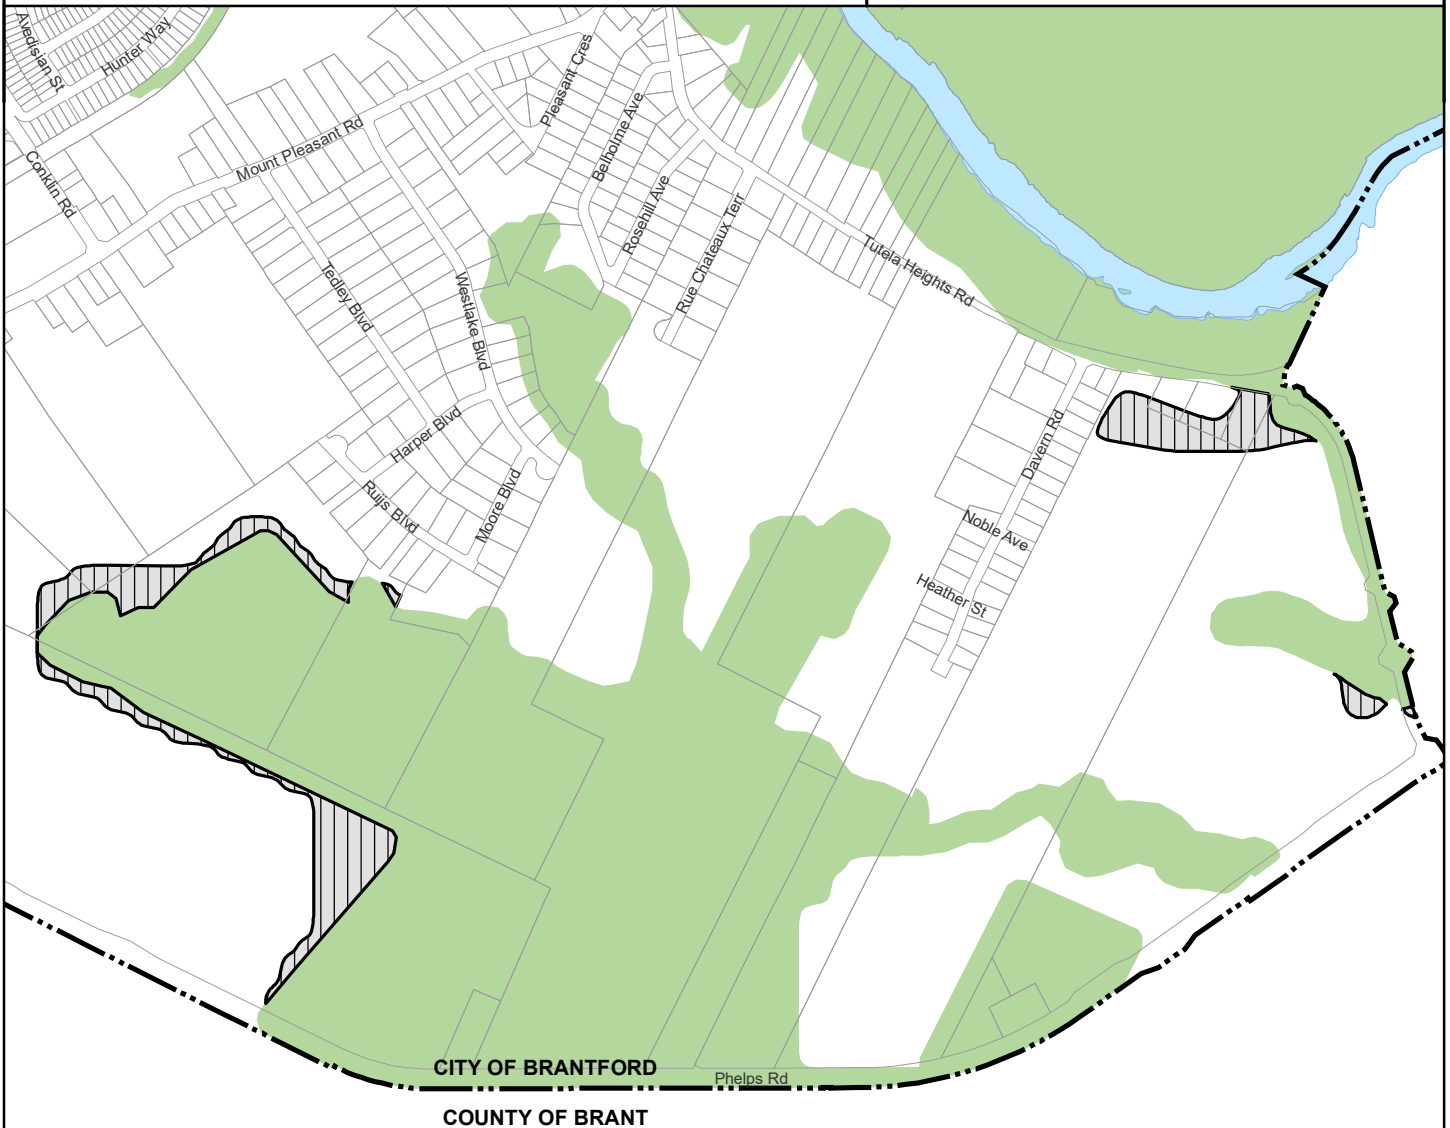 Avedisian St
Hunter Way
Pleasant Cres
Conklin Rd
Mount Pleasant Rd
Belholme Ave
Rosehill Ave
Rue Chateaux Terr
Tutela Heights Rd
Tedley Blvd
Westlake Blvd
Harper Blvd
Davern Rd
Ruijs Blvd
Moore Blvd
Noble Ave
Heather St
CITY OF BRANTFORD
Phelps Rd
COUNTY OF BRANT